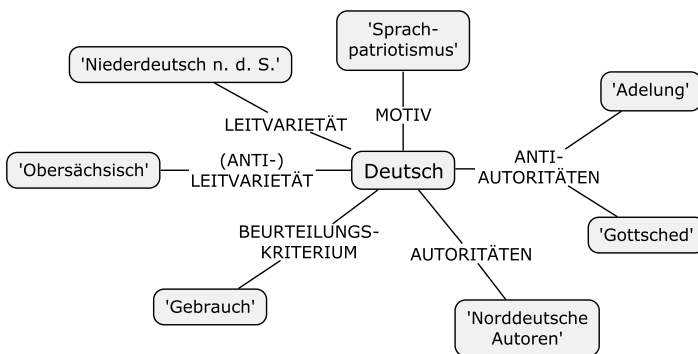 'Sprach-
patriotismus'
'Niederdeutsch n. d. S.'
'Adelung'
MOTIV
LEITVARIETÄT
(ANTI-)
LEITVARIETÄT
'Obersächsisch'
Deutsch
ANTI-
AUTORITÄTEN
'Gottsched'
BEURTEILUNGS-
KRITERIUM
AUTORITÄTEN
'Gebrauch'
'Norddeutsche
Autoren'